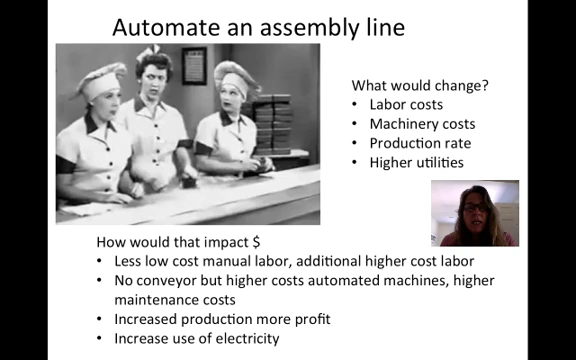 Automate an assembly line
What would change?
• Labor costs
• Machinery costs
• Production rate
• Higher utilities
How would that impact $
• Less low cost manual labor, additional higher cost labor
• No conveyor but higher costs automated machines, higher
maintenance costs
• Increased production more profit
• Increase use of electricity